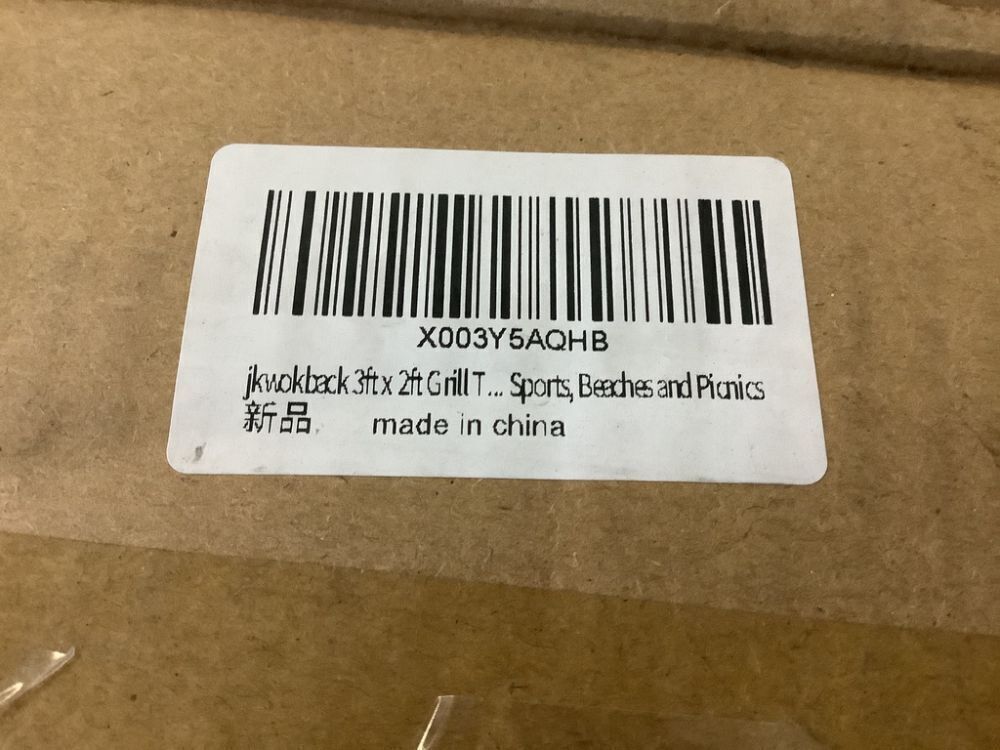 X003Y5AQHB
jkwokback 3ft x 2ft Grill T ... Sports, Beaches and Picnics
新品 made in china